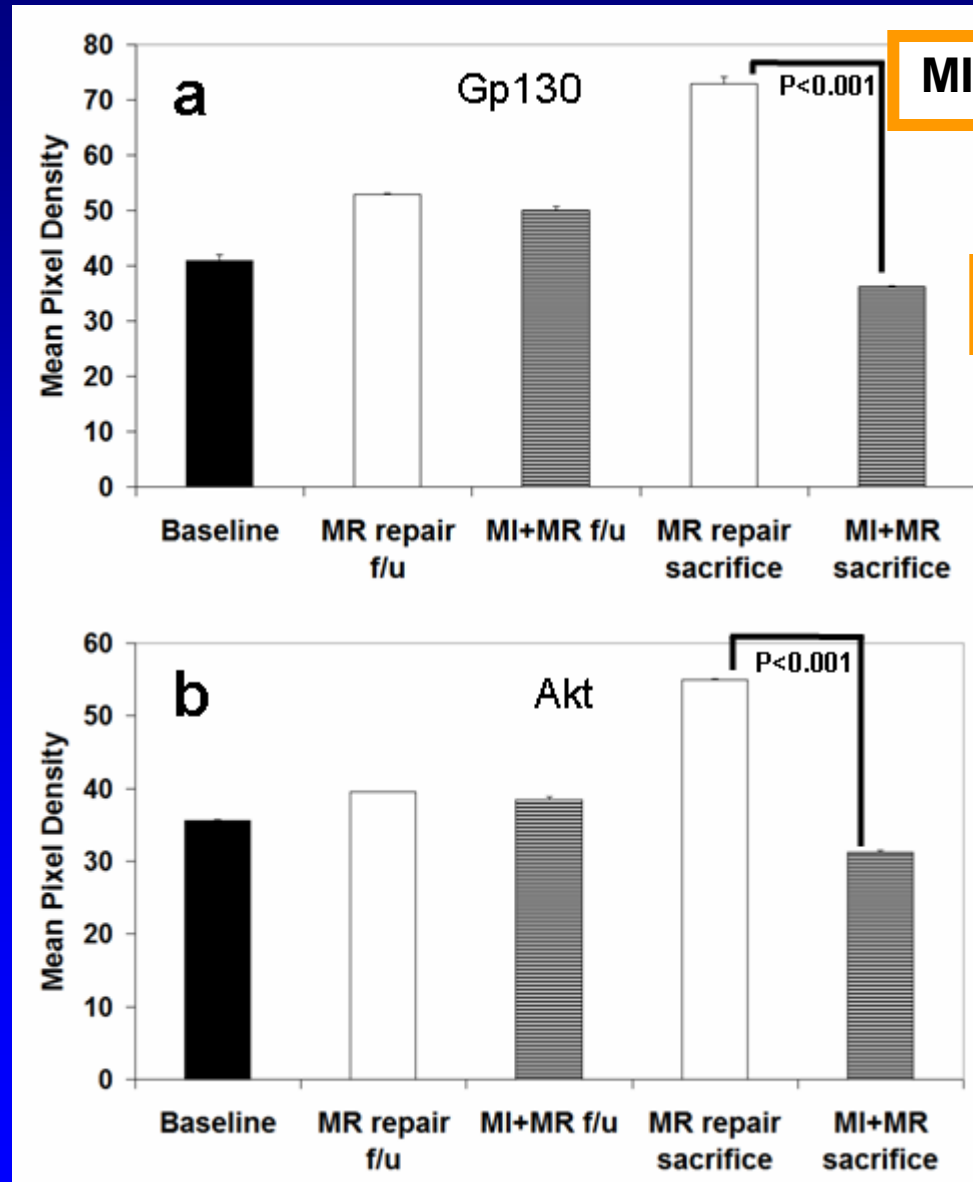 a
Gp130
P<0.001
MI
Mean Pixel Density
80
70
60
50
40
30
20
10
0
Baseline
MR repair
f/u
MI+MR f/u
MR repair
sacrifice
MI+MR
sacrifice
b
Akt
P<0.001
Mean Pixel Density
60
50
40
30
20
10
0
Baseline
MR repair
f/u
MI+MR f/u
MR repair
sacrifice
MI+MR
sacrifice